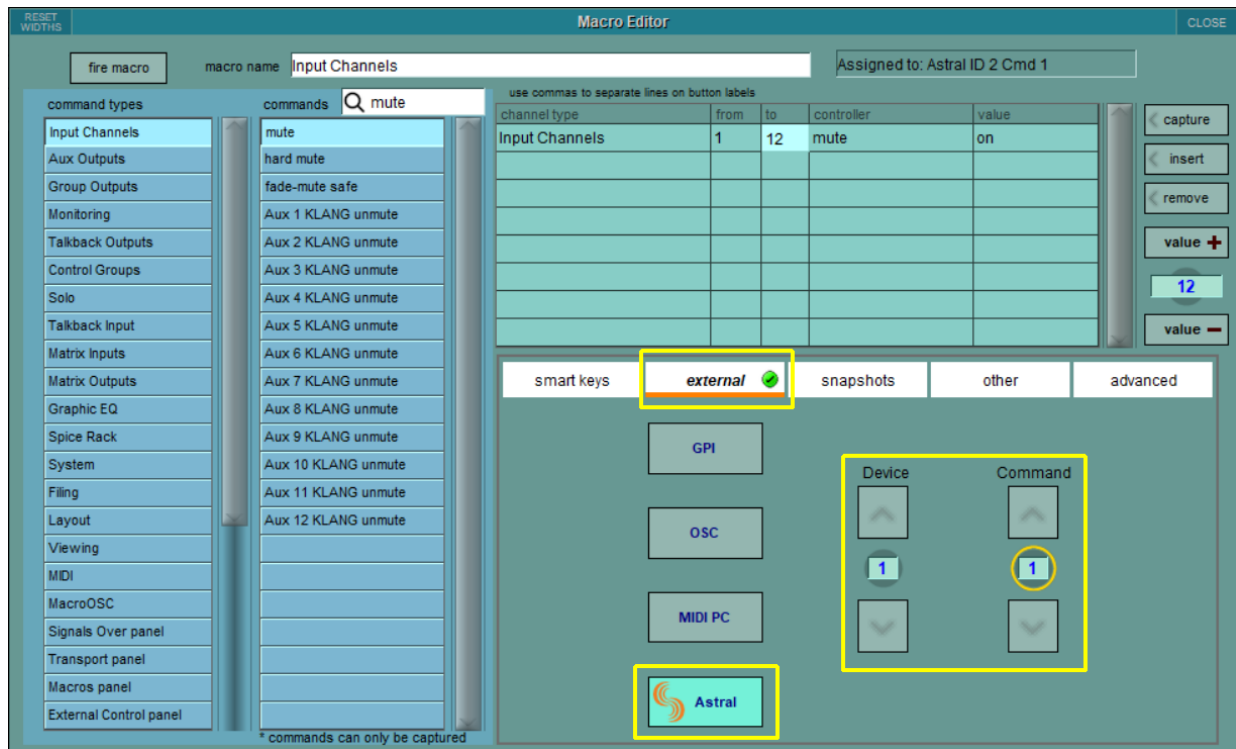 RESET
WIDTHS
Macro Editor
CLOSE
fire macro
macro name
Input Channels
Assigned to: Astral ID 2 Cmd 1
command types
commands
mute
Input Channels
Aux Outputs
Group Outputs
Monitoring
Talkback Outputs
Control Groups
Solo
Talkback Input
Matrix Inputs
Matrix Outputs
Graphic EQ
Spice Rack
System
Filing
Layout
Viewing
MIDI
MacroOSC
Signals Over panel
Transport panel
Macros panel
External Control panel
mute
hard mute
fade-mute safe
Aux 1 KLANG unmute
Aux 2 KLANG unmute
Aux 3 KLANG unmute
Aux 4 KLANG unmute
Aux 5 KLANG unmute
Aux 6 KLANG unmute
Aux 7 KLANG unmute
Aux 8 KLANG unmute
Aux 9 KLANG unmute
Aux 10 KLANG unmute
Aux 11 KLANG unmute
Aux 12 KLANG unmute
* commands can only be captured
use commas to separate lines on button labels
channel type from to controller value
Input Channels 1 12 mute on
capture
insert
remove
value +
12
value −
smart keys
external
snapshots
other
advanced
GPI
OSC
MIDI PC
Astral
Device
1
Command
1